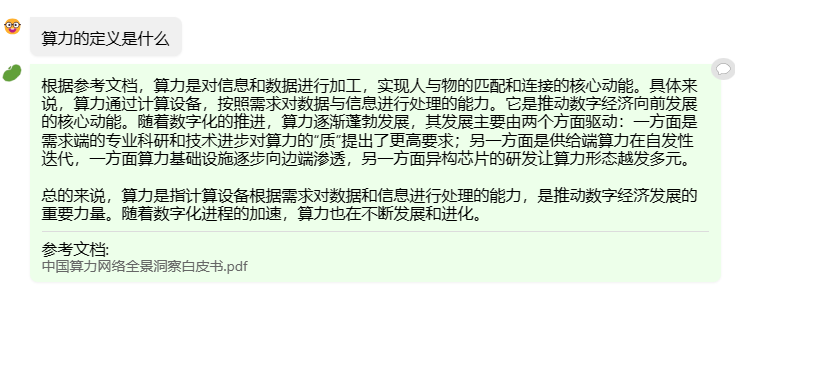 算力的定义是什么
根据参考文档，算力是对信息和数据进行加工，实现人与物的匹配和连接的核心动能。具体来
说，算力通过计算设备，按照需求对数据与信息进行处理的能力。它是推动数字经济向前发展
的核心动能。随着数字化的推进，算力逐渐蓬勃发展，其发展主要由两个方面驱动：一方面是
需求端的专业科研和技术进步对算力的“质”提出了更高要求；另一方面是供给端算力在自发性
迭代，一方面算力基础设施逐步向边端渗透，另一方面异构芯片的研发让算力形态越发多元。
总的来说，算力是指计算设备根据需求对数据和信息进行处理的能力，是推动数字经济发展的
重要力量。随着数字化进程的加速，算力也在不断发展和进化。
参考文档:
中国算力网络全景洞察白皮书.pdf